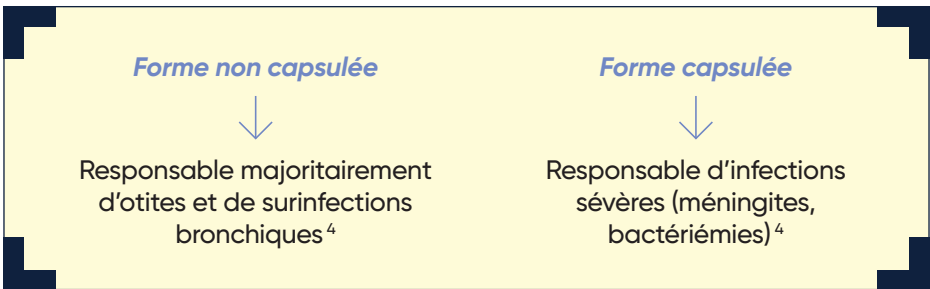 Forme non capsulée
Responsable majoritairement
d'otites et de surinfections
bronchiques 4
Forme capsulée
Responsable d'infections
sévères (méningites,
bactériémies) 4